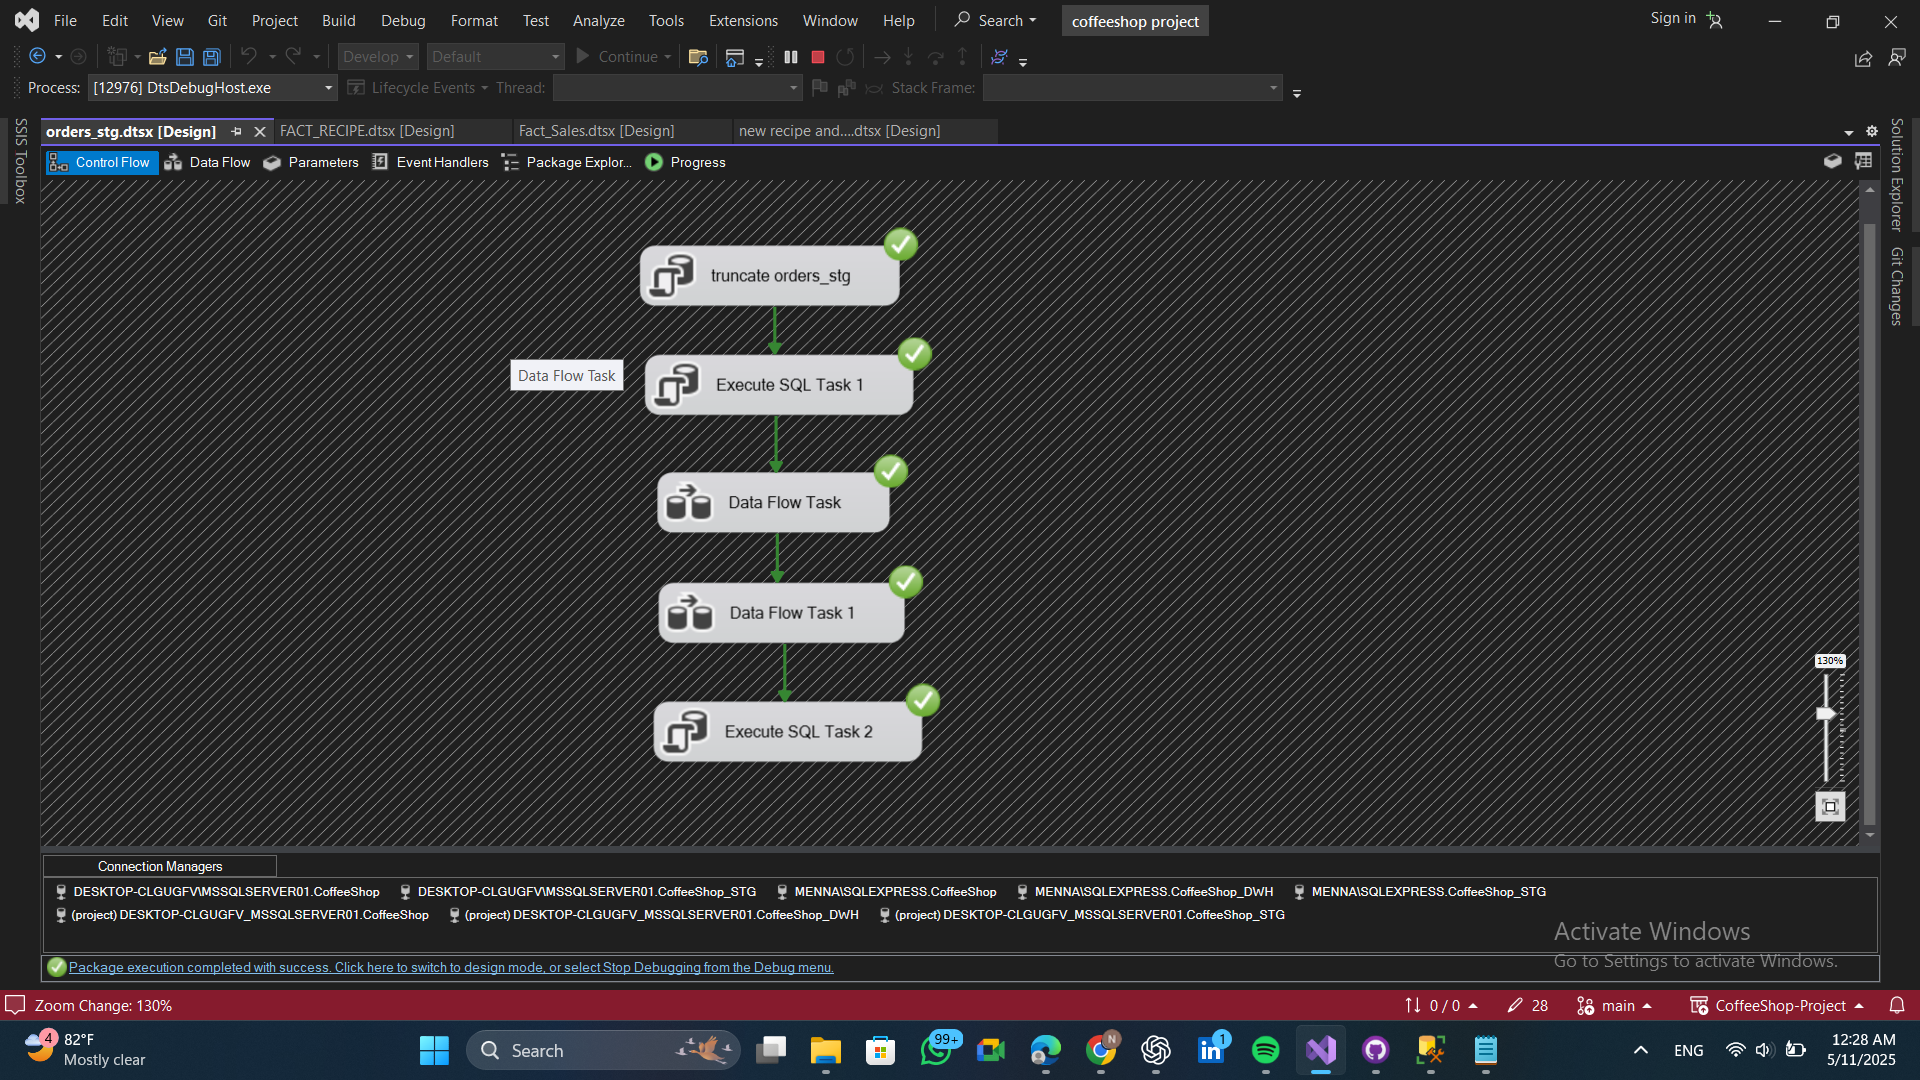 File Edit View Git Project Build Debug Format Test Analyze Tools Extensions Window Help Search coffeeshop project Sign in
Develop Default Continue
Process: [12976] DtsDebugHost.exe Lifecycle Events Thread: Stack Frame:
SSIS Toolbox
orders_stg.dtsx [Design] FACT_RECIPE.dtsx [Design] Fact_Sales.dtsx [Design] new recipe and....dtsx [Design]
Control Flow Data Flow Parameters Event Handlers Package Explor... Progress
Solution Explorer
Git Changes
truncate orders_stg
Data Flow Task
Execute SQL Task 1
Data Flow Task
Data Flow Task 1
130%
Execute SQL Task 2
Connection Managers
DESKTOP-CLGUGFV\MSSQLSERVER01.CoffeeShop DESKTOP-CLGUGFV\MSSQLSERVER01.CoffeeShop_STG MENNA\SQLEXPRESS.CoffeeShop MENNA\SQLEXPRESS.CoffeeShop_DWH MENNA\SQLEXPRESS.CoffeeShop_STG
(project) DESKTOP-CLGUGFV_MSSQLSERVER01.CoffeeShop (project) DESKTOP-CLGUGFV_MSSQLSERVER01.CoffeeShop_DWH (project) DESKTOP-CLGUGFV_MSSQLSERVER01.CoffeeShop_STG
Activate Windows
Go to Settings to activate Windows.
Package execution completed with success. Click here to switch to design mode, or select Stop Debugging from the Debug menu.
Zoom Change: 130% 0 / 0 28 main CoffeeShop-Project
4 82°F Search 99+ N 1 ENG 12:28 AM
Mostly clear 5/11/2025